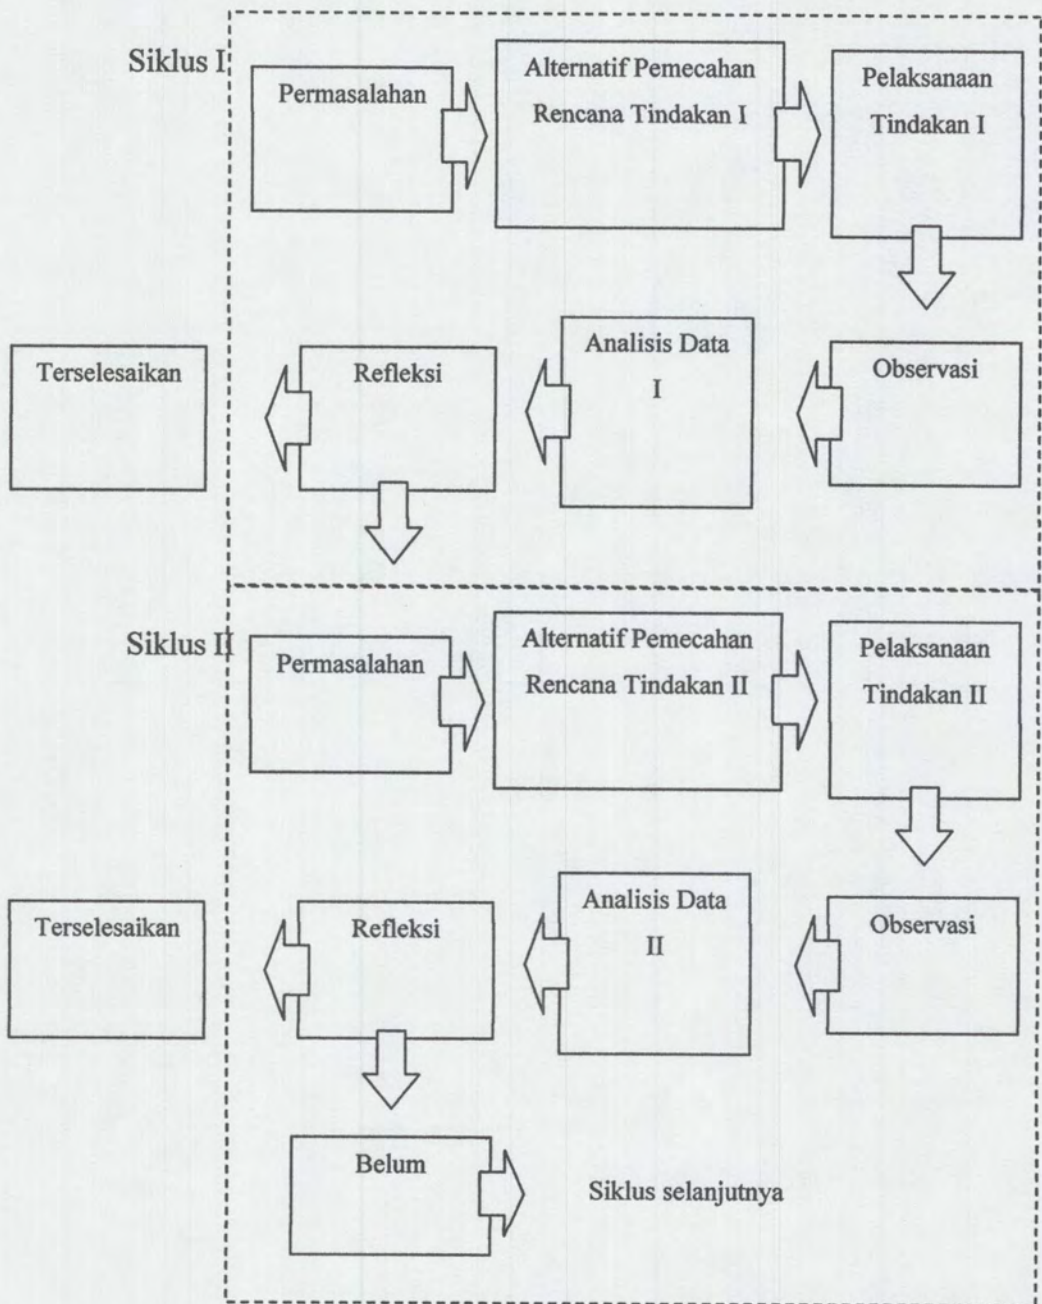 Siklus I
Permasalahan
Alternatif Pemecahan
Rencana Tindakan I
Pelaksanaan
Tindakan I
Terselesaikan
Refleksi
Analisis Data
I
Observasi
Siklus II
Permasalahan
Alternatif Pemecahan
Rencana Tindakan II
Pelaksanaan
Tindakan II
Terselesaikan
Refleksi
Analisis Data
II
Observasi
Belum
Siklus selanjutnya